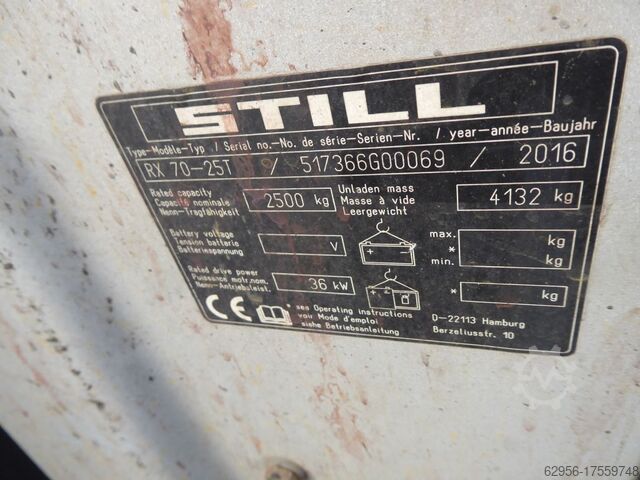 STILL
Type-Modèle-Typ / Serial no.-No. de série-Serien-Nr. / year-année-Baujahr
RX 70-25T / 517366G00069 / 2016
Rated capacity
Capacité nominale
Nenn-Tragfähigkeit
2500 kg
Unladen mass
Masse à vide
Leergewicht
4132 kg
Battery voltage
Tension batterie
Batteriespannung
V
max. kg
*
min. kg
Rated drive power
Puissance motr.nom.
Nenn-Antriebsleist.
36 kW
* kg
CE
*see Operating instructions
voir Mode d'emploi
siehe Betriebsanleitung
D-22113 Hamburg
Berzeliusstr. 10
62956-17559748